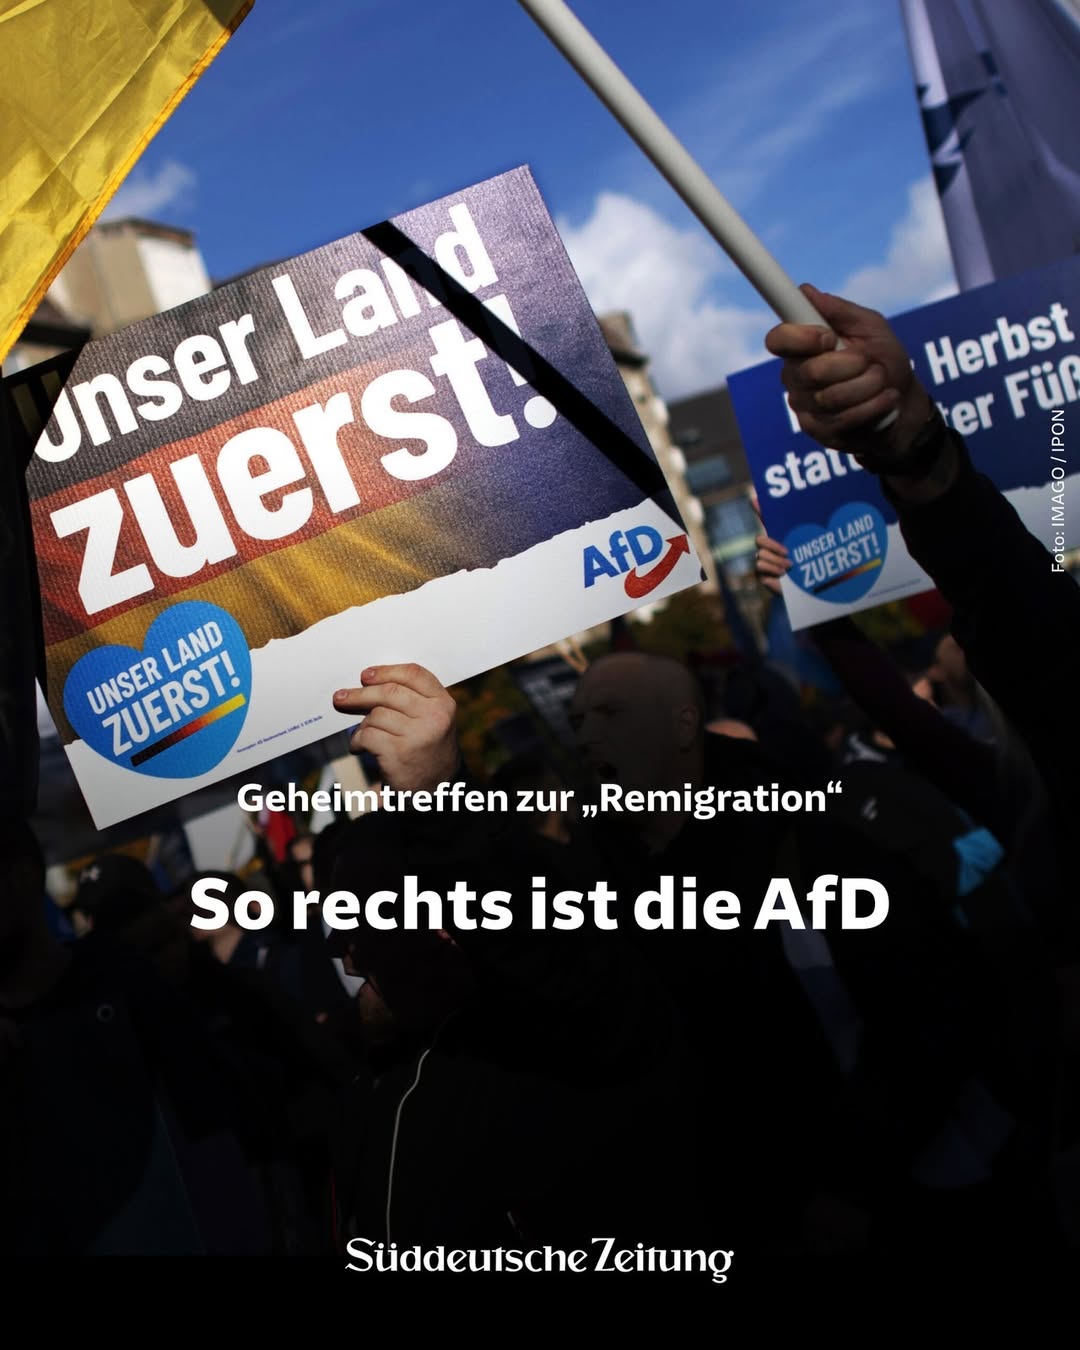 Unser Land
zuerst!
AfD
UNSER LAND
ZUERST!
Herbst
ter Füß
statt
UNSER LAND
ZUERST!
Foto: IMAGO / IPON
Geheimtreffen zur „Remigration“
So rechts ist die AfD
Süddeutsche Zeitung